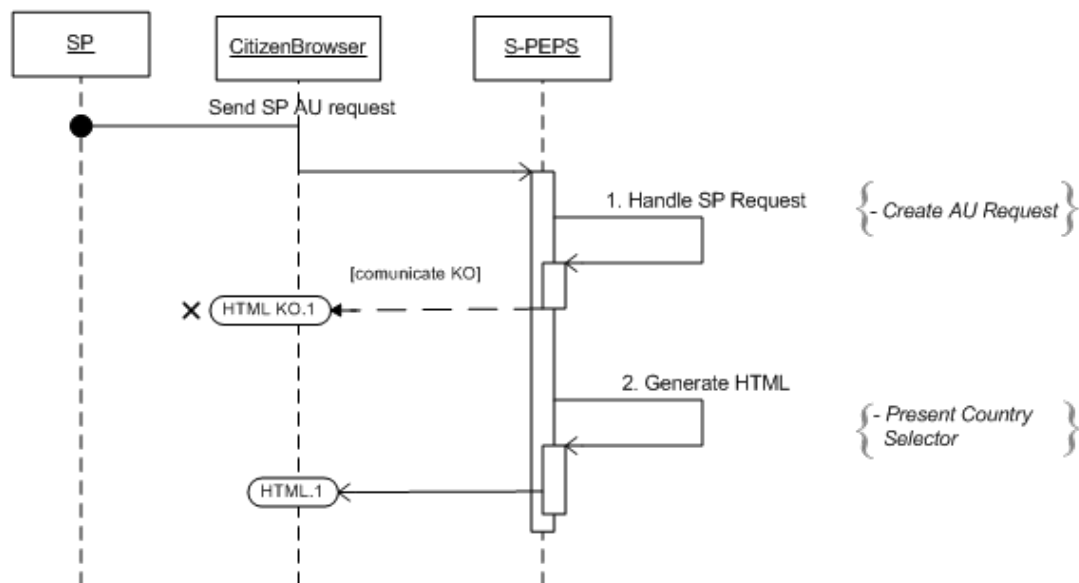 SP
CitizenBrowser
S-PEPS
Send SP AU request
1. Handle SP Request
- Create AU Request
[comunicate KO]
HTML KO.1
2. Generate HTML
- Present Country
Selector
HTML.1